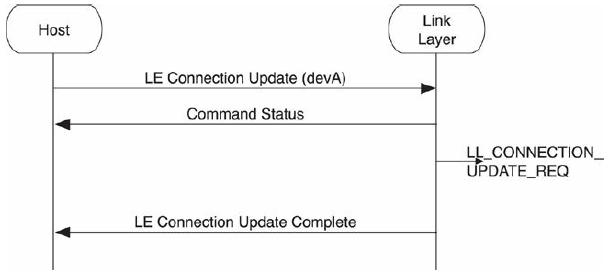 Host
Link
Layer
LE Connection Update (devA)
Command Status
LL_CONNECTION_
UPDATE_REQ
LE Connection Update Complete